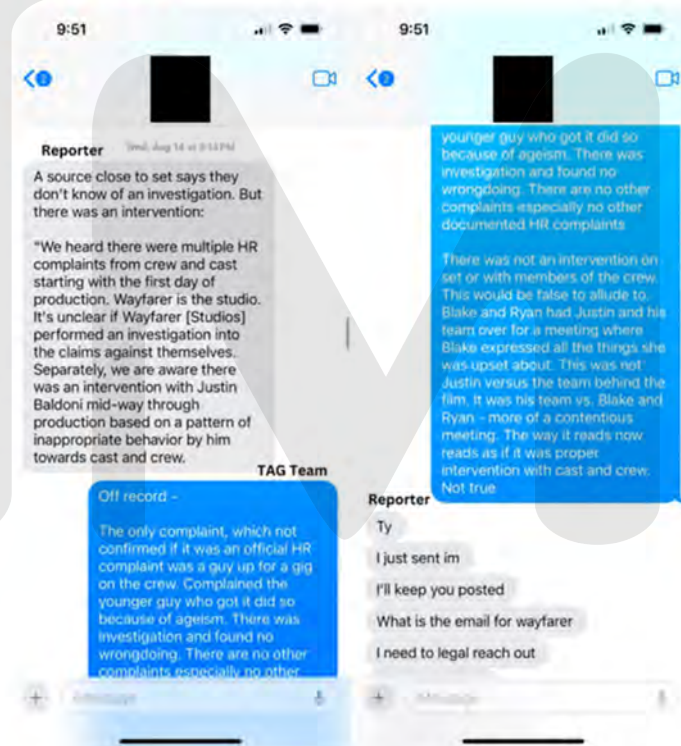 9:51
2
Reporter
Wed, Aug 14 at 9:14 PM
A source close to set says they
don't know of an investigation. But
there was an intervention:
"We heard there were multiple HR
complaints from crew and cast
starting with the first day of
production. Wayfarer is the studio.
It's unclear if Wayfarer [Studios]
performed an investigation into
the claims against themselves.
Separately, we are aware there
was an intervention with Justin
Baldoni mid-way through
production based on a pattern of
inappropriate behavior by him
towards cast and crew.
TAG Team
Off record -
The only complaint, which not
confirmed if it was an official HR
complaint was a guy up for a gig
on the crew. Complained the
younger guy who got it did so
because of ageism. There was
investigation and found no
wrongdoing. There are no other
complaints especially no other
iMessage
9:51
2
younger guy who got it did so
because of ageism. There was
investigation and found no
wrongdoing. There are no other
complaints especially no other
documented HR complaints
There was not an intervention on
set or with members of the crew.
This would be false to allude to.
Blake and Ryan had Justin and his
team over for a meeting where
Blake expressed all the things she
was upset about. This was not
Justin versus the team behind the
film. It was his team vs. Blake and
Ryan - more of a contentious
meeting. The way it reads now
reads as if it was proper
intervention with cast and crew.
Not true
Reporter
Ty
I just sent im
I'll keep you posted
What is the email for wayfarer
I need to legal reach out
iMessage